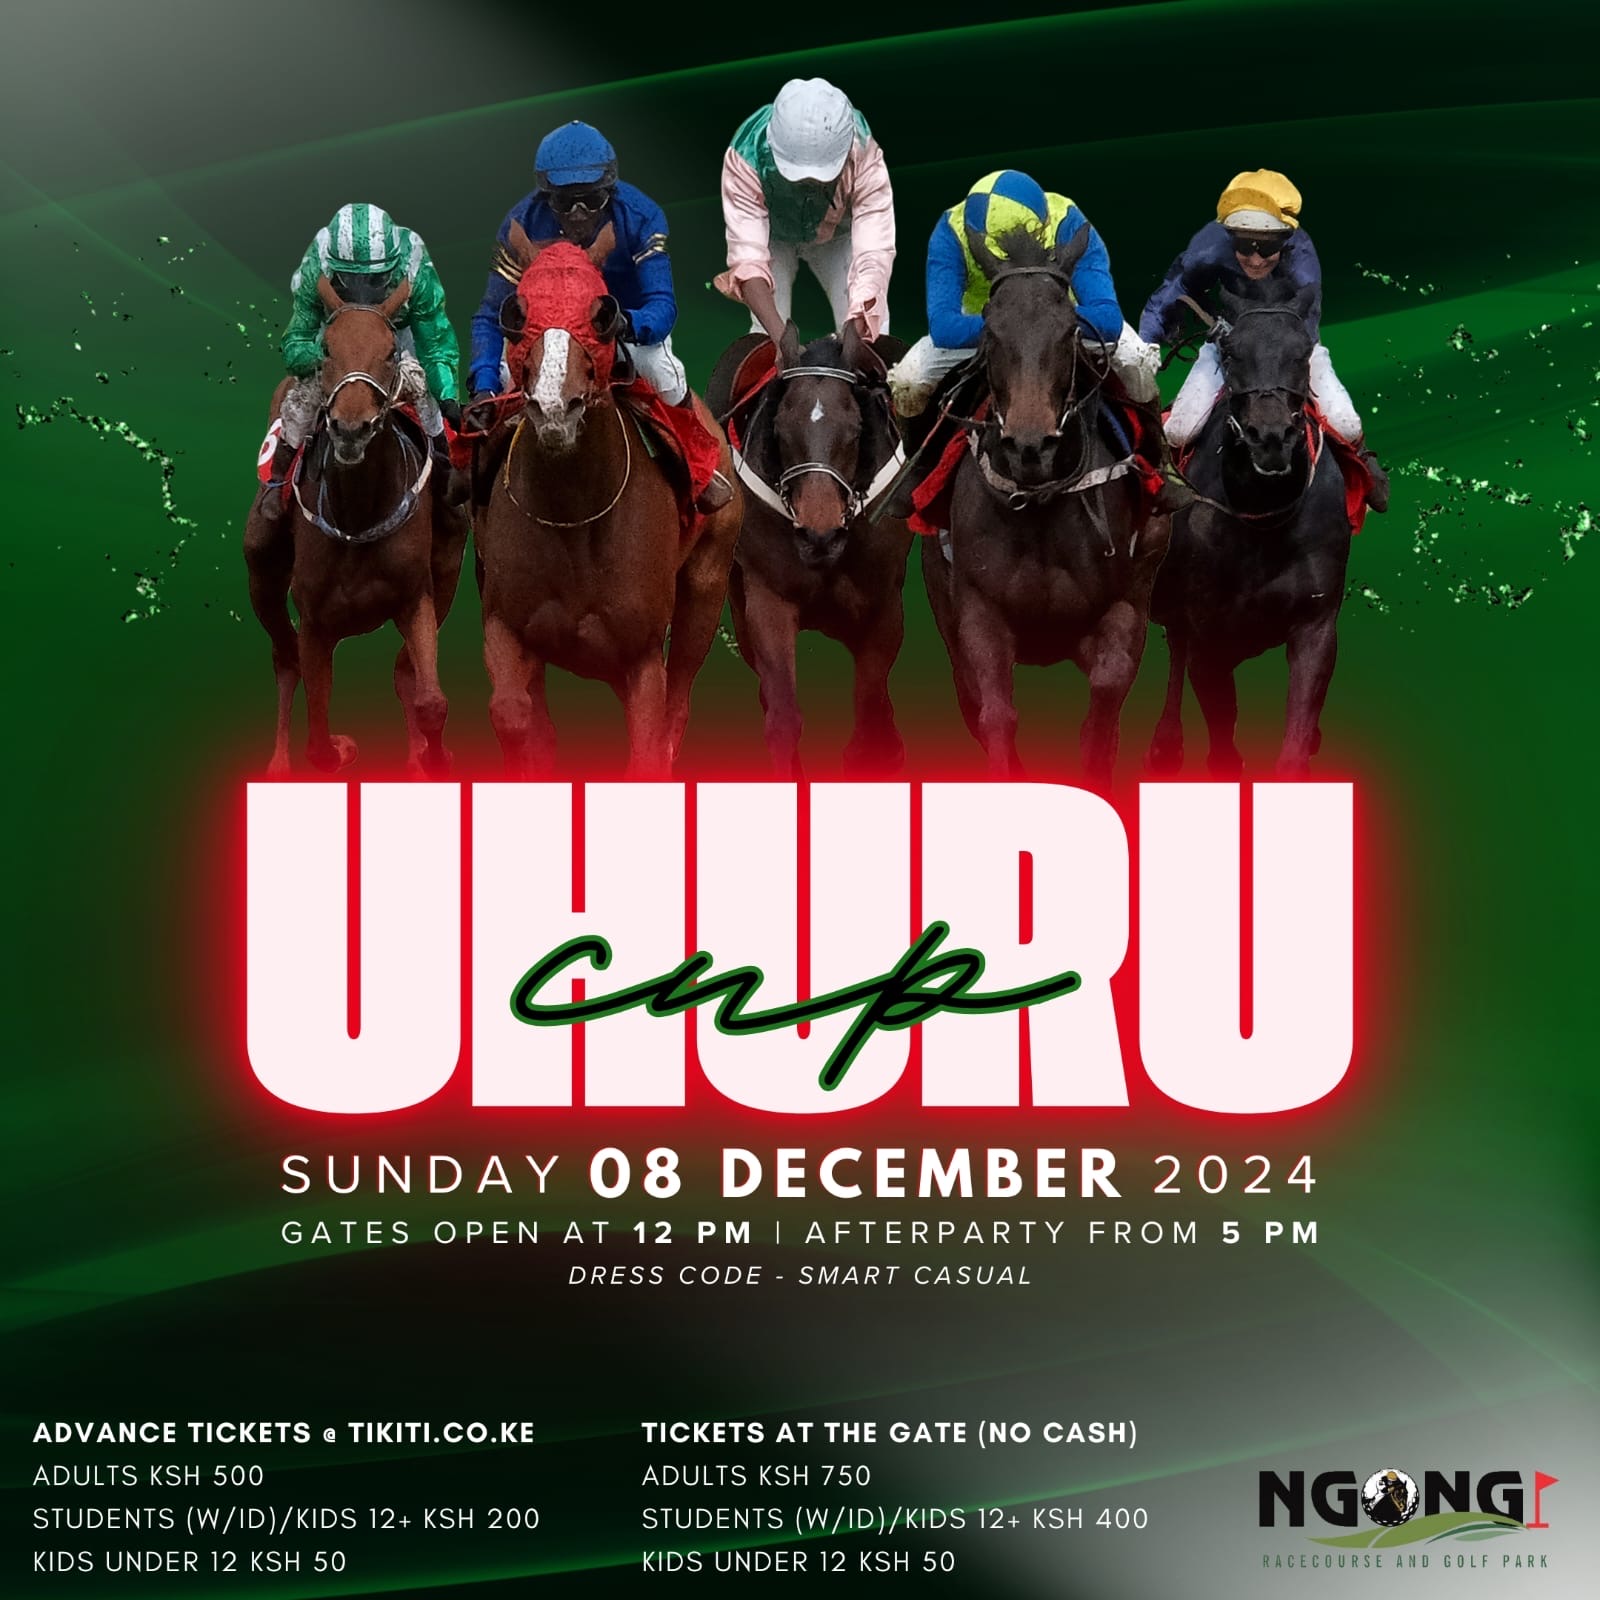 6
UHURU
cup
SUNDAY 08 DECEMBER 2024
GATES OPEN AT 12 PM | AFTERPARTY FROM 5 PM
DRESS CODE - SMART CASUAL
ADVANCE TICKETS @ TIKITI.CO.KE
ADULTS KSH 500
STUDENTS (W/ID)/KIDS 12+ KSH 200
KIDS UNDER 12 KSH 50
TICKETS AT THE GATE (NO CASH)
ADULTS KSH 750
STUDENTS (W/ID)/KIDS 12+ KSH 400
KIDS UNDER 12 KSH 50
NGONG
RACECOURSE AND GOLF PARK